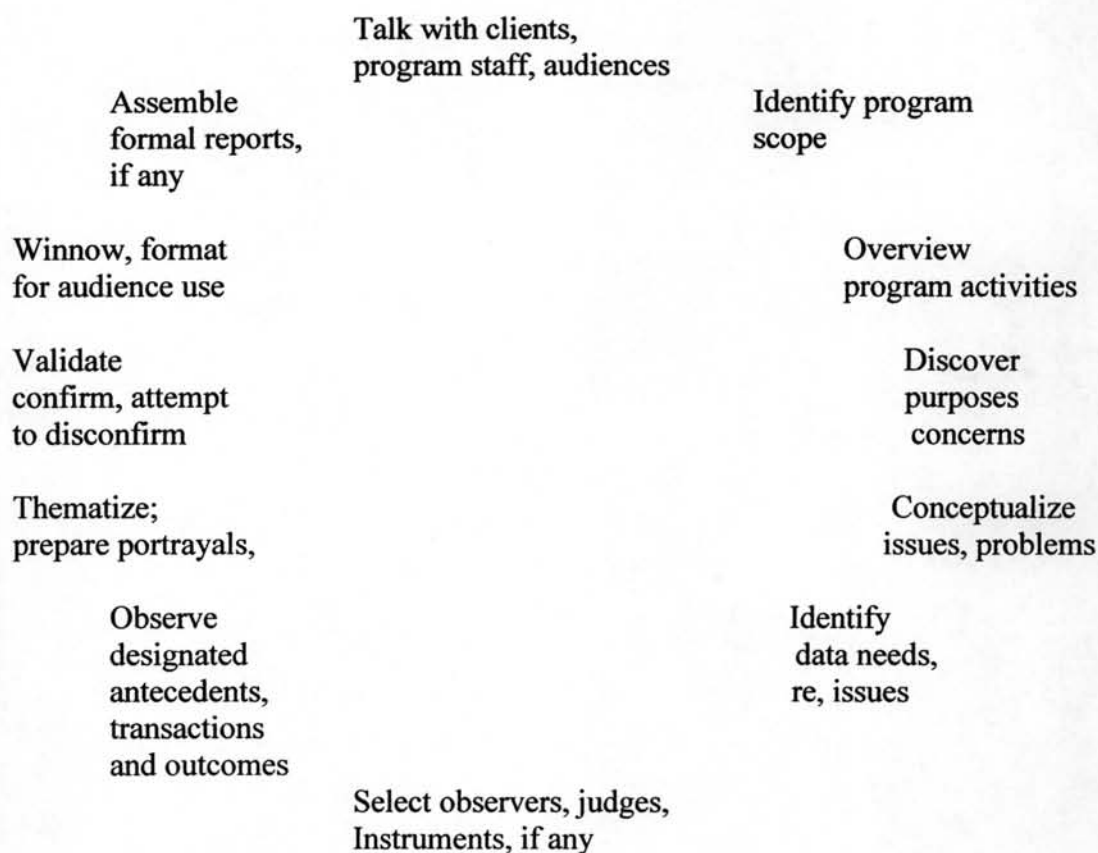 Talk with clients,
program staff, audiences
Assemble
formal reports,
if any
Identify program
scope
Winnow, format
for audience use
Overview
program activities
Validate
confirm, attempt
to disconfirm
Discover
purposes
concerns
Thematize;
prepare portrayals,
Conceptualize
issues, problems
Observe
designated
antecedents,
transactions
and outcomes
Identify
data needs,
re, issues
Select observers, judges,
Instruments, if any